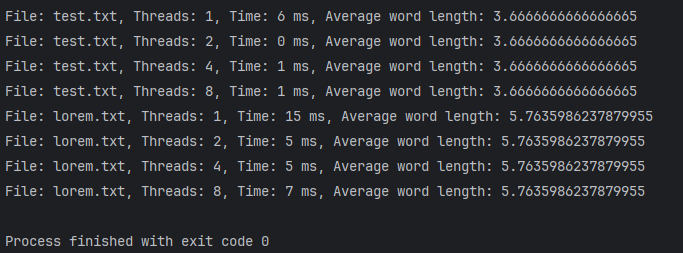 File: test.txt, Threads: 1, Time: 6 ms, Average word length: 3.6666666666666665
File: test.txt, Threads: 2, Time: 0 ms, Average word length: 3.6666666666666665
File: test.txt, Threads: 4, Time: 1 ms, Average word length: 3.6666666666666665
File: test.txt, Threads: 8, Time: 1 ms, Average word length: 3.6666666666666665
File: lorem.txt, Threads: 1, Time: 15 ms, Average word length: 5.7635986237879955
File: lorem.txt, Threads: 2, Time: 5 ms, Average word length: 5.7635986237879955
File: lorem.txt, Threads: 4, Time: 5 ms, Average word length: 5.7635986237879955
File: lorem.txt, Threads: 8, Time: 7 ms, Average word length: 5.7635986237879955
Process finished with exit code 0